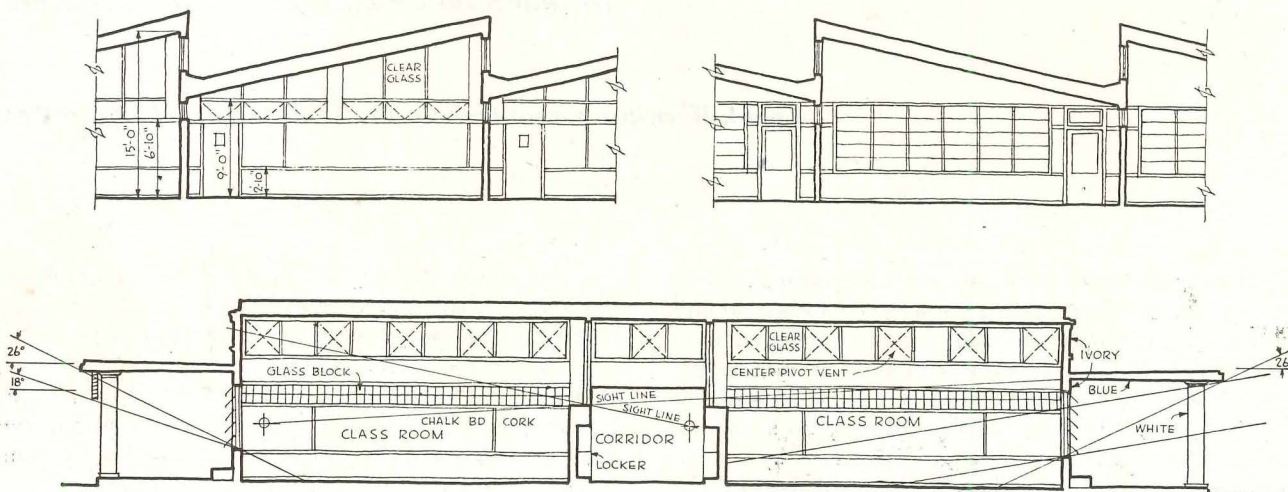 CLEAR
GLASS
15'-0"
6'-10"
9'-0"
2'-10"
26°
18°
GLASS BLOCK
CLEAR
GLASS
CENTER PIVOT VENT
IVORY
BLUE
26°
SIGHT LINE
SIGHT LINE
CHALK BD
CORK
CLASS ROOM
CORRIDOR
LOCKER
CLASS ROOM
WHITE